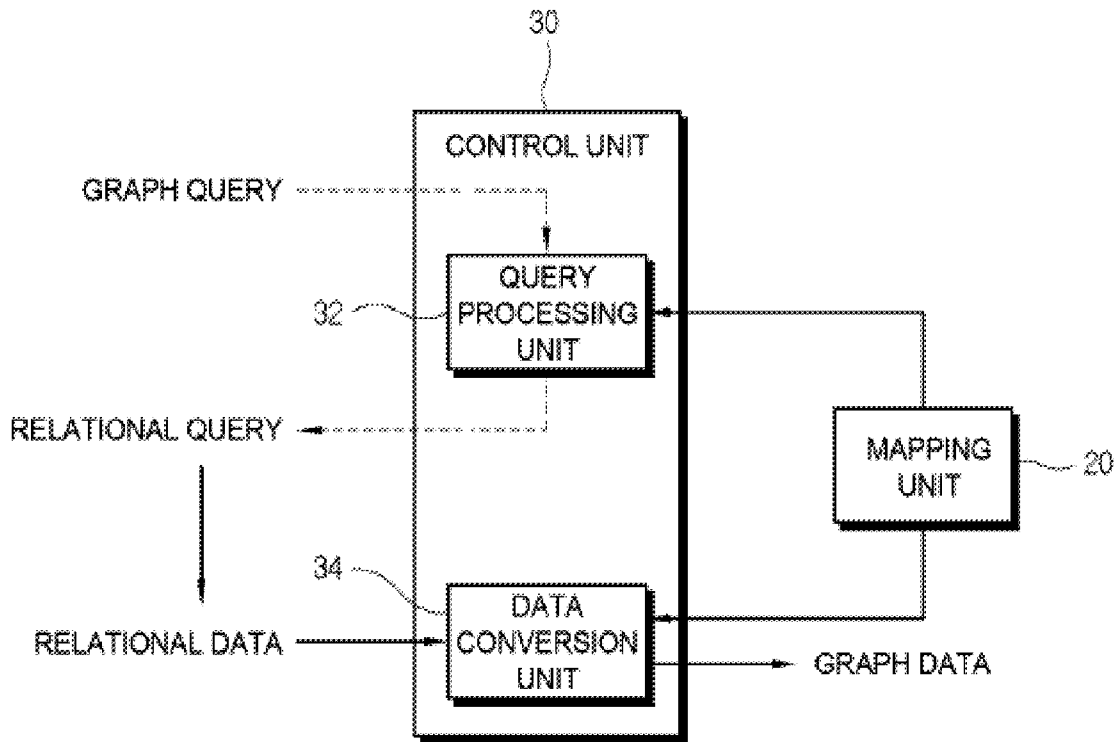 30
CONTROL UNIT
GRAPH QUERY
QUERY
PROCESSING
UNIT
32
RELATIONAL QUERY
MAPPING
UNIT
20
34
DATA
CONVERSION
UNIT
RELATIONAL DATA
GRAPH DATA